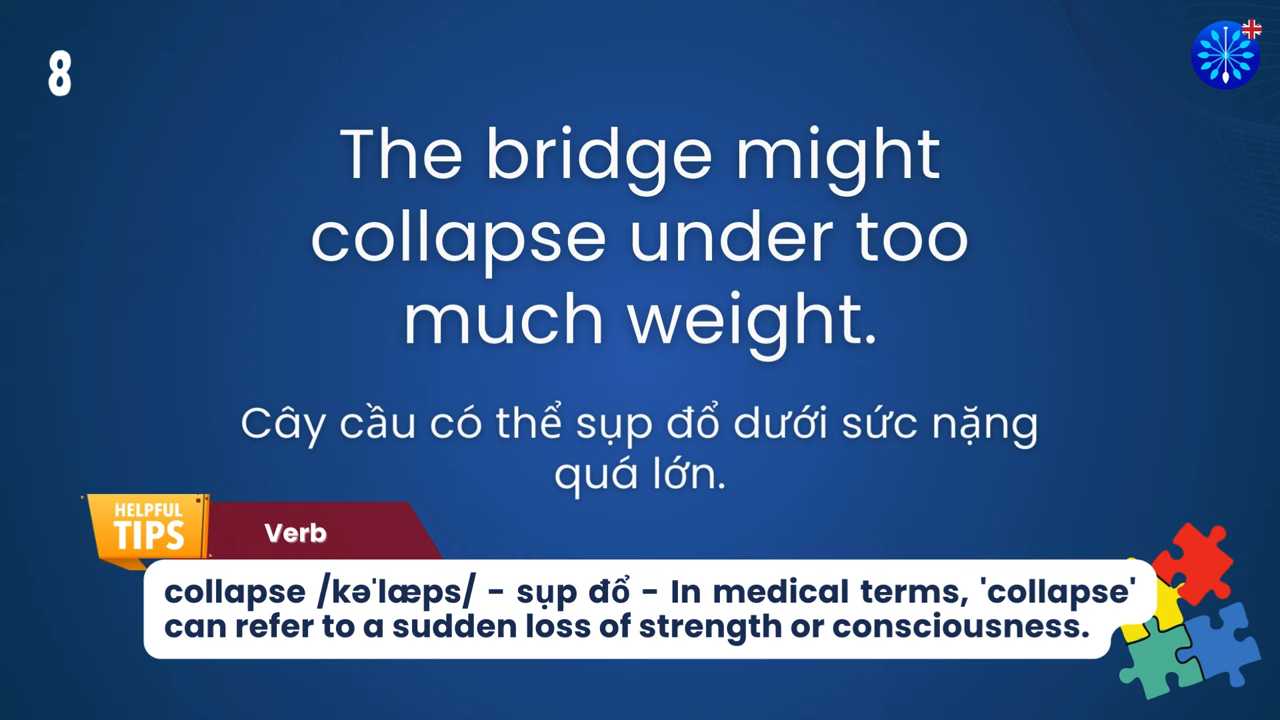 8
The bridge might
collapse under too
much weight.
Cây cầu có thể sụp đổ dưới sức nặng
quá lớn.
HELPFUL
TIPS
Verb
collapse /kə'læps/ - sụp đổ - In medical terms, 'collapse'
can refer to a sudden loss of strength or consciousness.